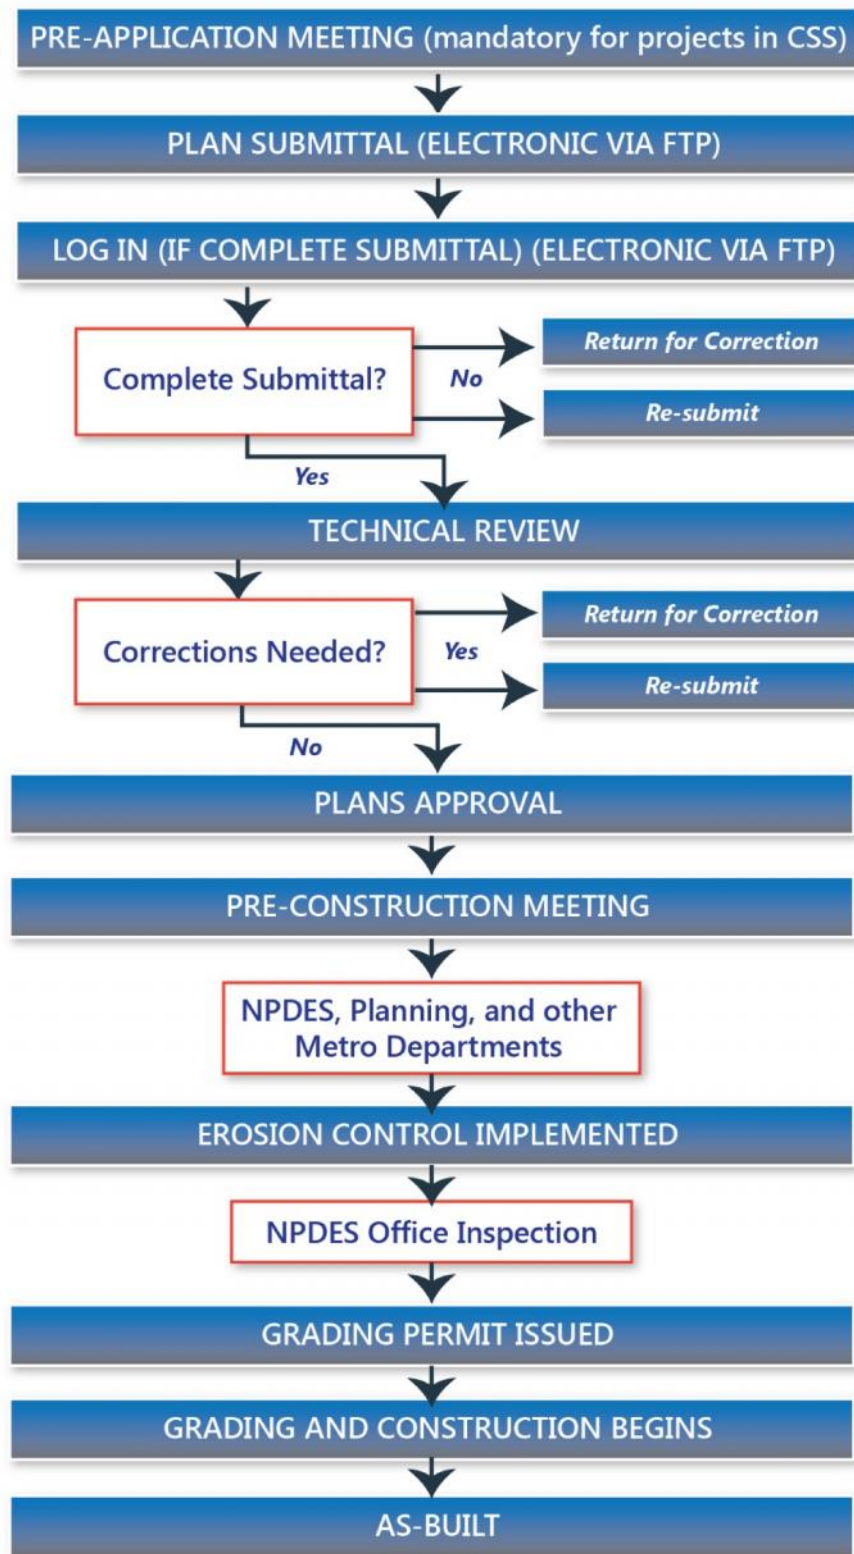 PRE-APPLICATION MEETING (mandatory for projects in CSS)
PLAN SUBMITTAL (ELECTRONIC VIA FTP)
LOG IN (IF COMPLETE SUBMITTAL) (ELECTRONIC VIA FTP)
Complete Submittal?
No
Return for Correction
Re-submit
Yes
TECHNICAL REVIEW
Corrections Needed?
Yes
Return for Correction
Re-submit
No
PLANS APPROVAL
PRE-CONSTRUCTION MEETING
NPDES, Planning, and other
Metro Departments
EROSION CONTROL IMPLEMENTED
NPDES Office Inspection
GRADING PERMIT ISSUED
GRADING AND CONSTRUCTION BEGINS
AS-BUILT